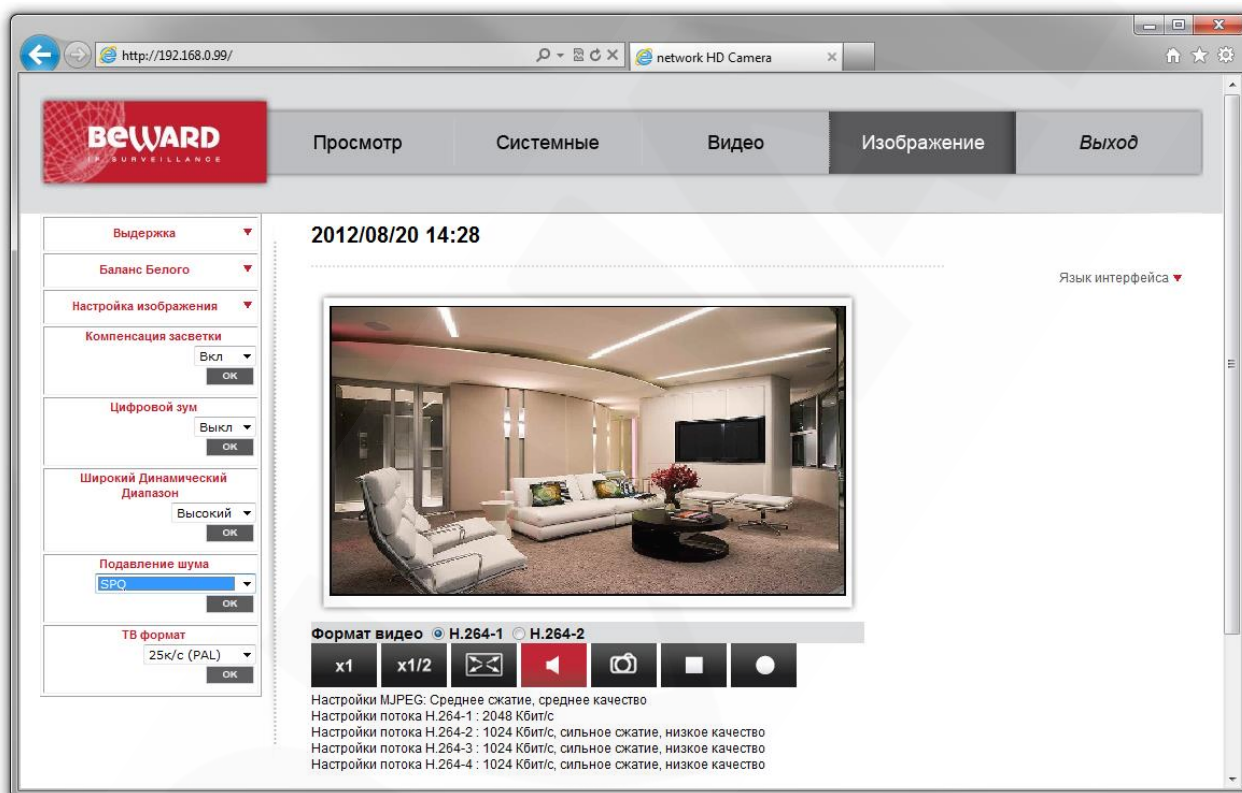 http://192.168.0.99/
network HD Camera
BEWARD
IP SURVEILLANCE
Просмотр
Системные
Видео
Изображение
Выход
2012/08/20 14:28
Язык интерфейса
Выдержка
Баланс Белого
Настройка изображения
Компенсация засветки
Вкл
OK
Цифровой зум
Выкл
OK
Широкий Динамический
Диапазон
Высокий
OK
Подавление шума
SPQ
OK
ТВ формат
25к/с (PAL)
OK
Формат видео H.264-1 H.264-2
x1 x1/2
Настройки MJPEG: Среднее сжатие, среднее качество
Настройки потока H.264-1 : 2048 Кбит/с
Настройки потока H.264-2 : 1024 Кбит/с, сильное сжатие, низкое качество
Настройки потока H.264-3 : 1024 Кбит/с, сильное сжатие, низкое качество
Настройки потока H.264-4 : 1024 Кбит/с, сильное сжатие, низкое качество